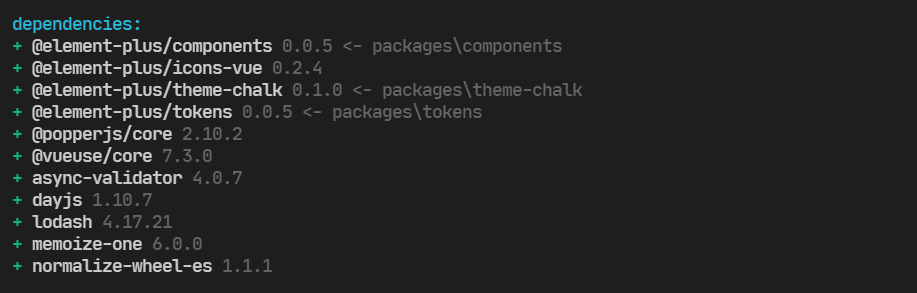 dependencies:
+ @element-plus/components 0.0.5 <- packages\components
+ @element-plus/icons-vue 0.2.4
+ @element-plus/theme-chalk 0.1.0 <- packages\theme-chalk
+ @element-plus/tokens 0.0.5 <- packages\tokens
+ @popperjs/core 2.10.2
+ @vueuse/core 7.3.0
+ async-validator 4.0.7
+ dayjs 1.10.7
+ lodash 4.17.21
+ memoize-one 6.0.0
+ normalize-wheel-es 1.1.1